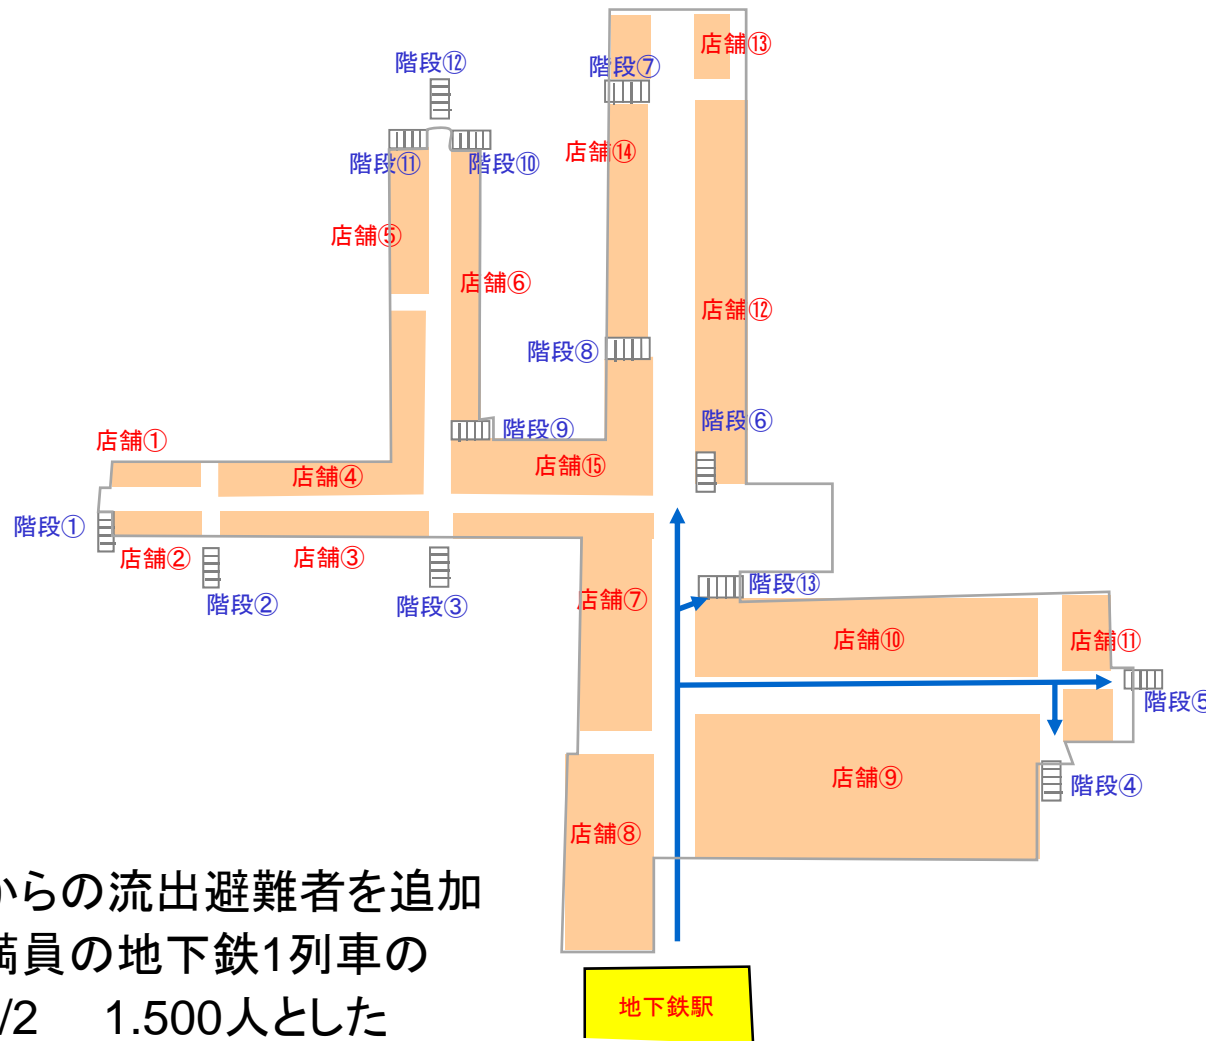 店舗⑬
階段⑫
階段⑦
店舗⑭
階段⑪
階段⑩
店舗⑤
店舗⑥
店舗⑫
階段⑧
階段⑥
階段⑨
店舗①
店舗⑮
店舗④
階段①
店舗②
店舗③
階段⑬
店舗⑦
階段②
階段③
店舗⑩
店舗⑪
階段⑤
店舗⑨
階段④
店舗⑧
からの流出避難者を追加
満員の地下鉄1列車の
/2 1.500人とした
地下鉄駅